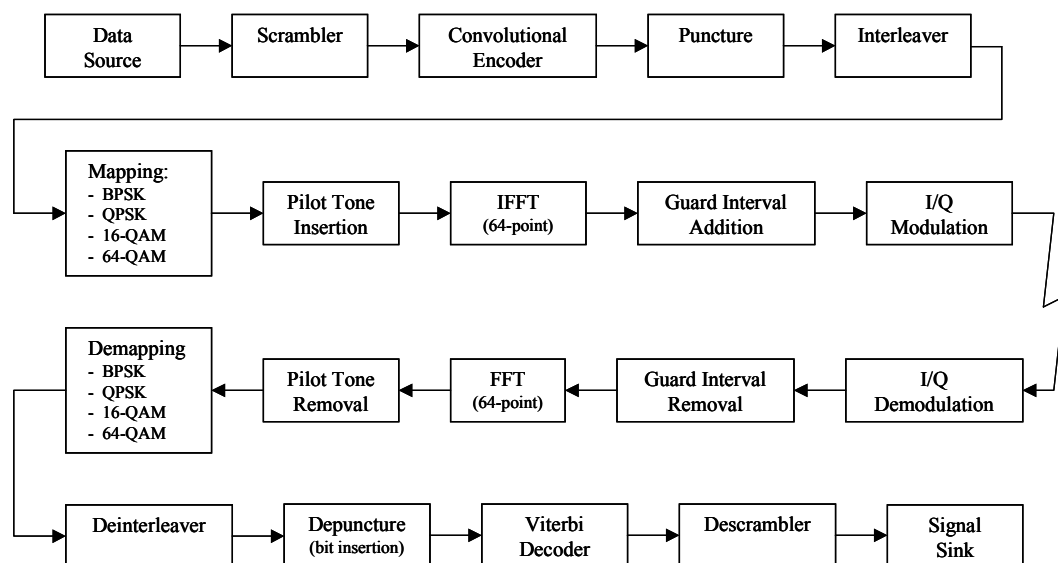 Data
Source
Scrambler
Convolutional
Encoder
Puncture
Interleaver
Mapping:
- BPSK
- QPSK
- 16-QAM
- 64-QAM
Pilot Tone
Insertion
IFFT
(64-point)
Guard Interval
Addition
I/Q
Modulation
Demapping
- BPSK
- QPSK
- 16-QAM
- 64-QAM
Pilot Tone
Removal
FFT
(64-point)
Guard Interval
Removal
I/Q
Demodulation
Deinterleaver
Depuncture
(bit insertion)
Viterbi
Decoder
Descrambler
Signal
Sink